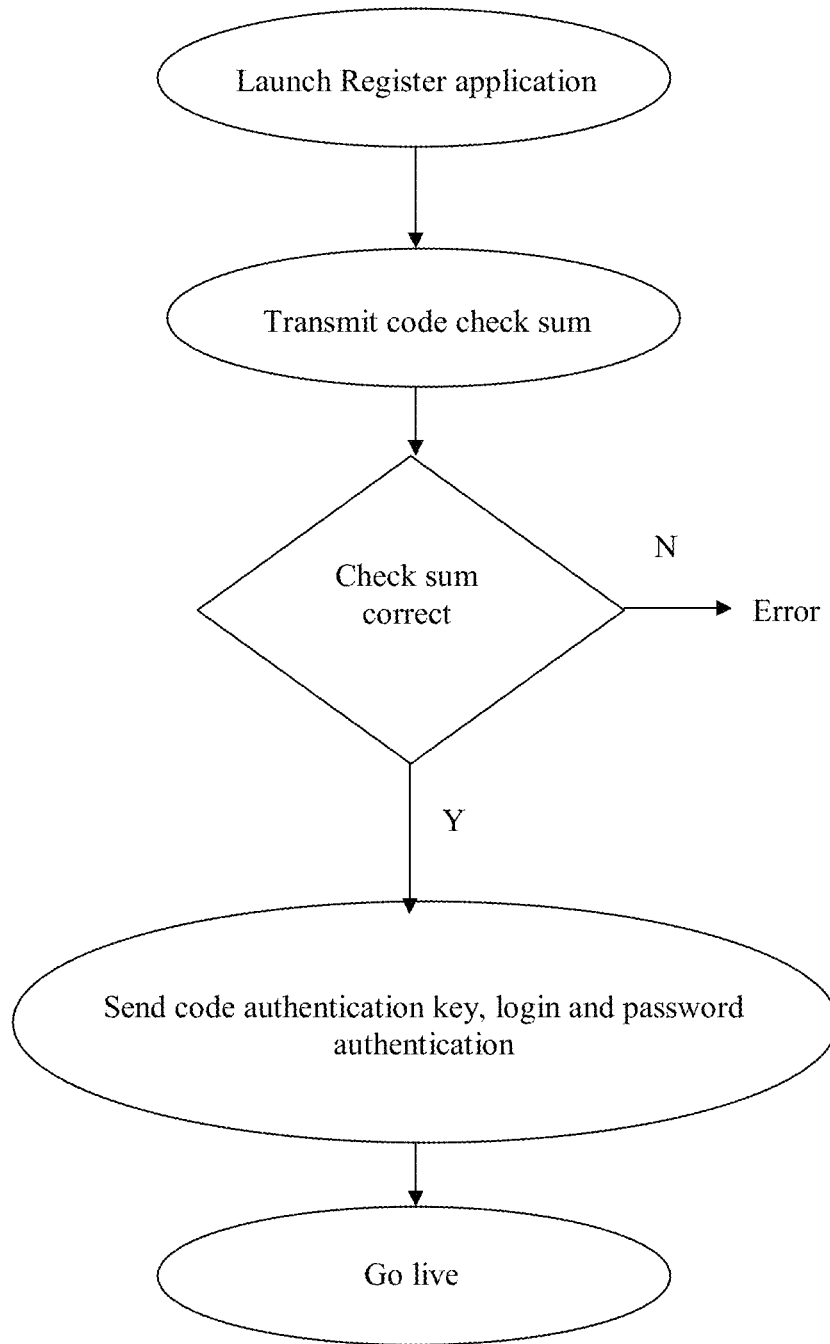 Launch Register application
Transmit code check sum
Check sum
correct
N
Error
Y
Send code authentication key, login and password
authentication
Go live